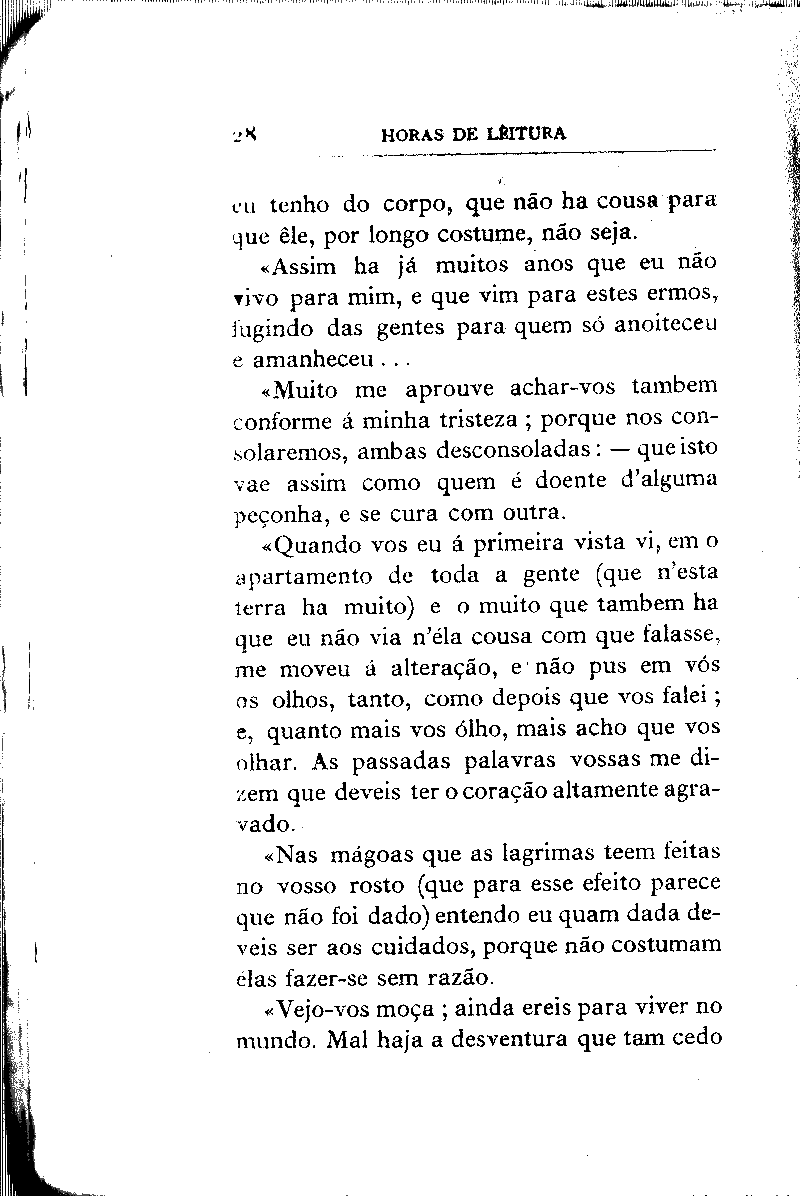 28 HORAS DE LEITURA
eu tenho do corpo, que não ha cousa para
que êle, por longo costume, não seja.
«Assim ha já muitos anos que eu não
vivo para mim, e que vim para estes ermos,
fugindo das gentes para quem só anoiteceu
e amanheceu . . .
«Muito me aprouve achar-vos tambem
conforme á minha tristeza ; porque nos con-
solaremos, ambas desconsoladas : — que isto
vae assim como quem é doente d'alguma
peçonha, e se cura com outra.
«Quando vos eu á primeira vista vi, em o
apartamento de toda a gente (que n'esta
terra ha muito) e o muito que tambem ha
que eu não via n'éla cousa com que falasse,
me moveu á alteração, e não pus em vós
os olhos, tanto, como depois que vos falei ;
e, quanto mais vos ólho, mais acho que vos
olhar. As passadas palavras vossas me di-
zem que deveis ter o coração altamente agra-
vado.
«Nas mágoas que as lagrimas teem feitas
no vosso rosto (que para esse efeito parece
que não foi dado) entendo eu quam dada de-
veis ser aos cuidados, porque não costumam
élas fazer-se sem razão.
«Vejo-vos moça ; ainda ereis para viver no
mundo. Mal haja a desventura que tam cedo